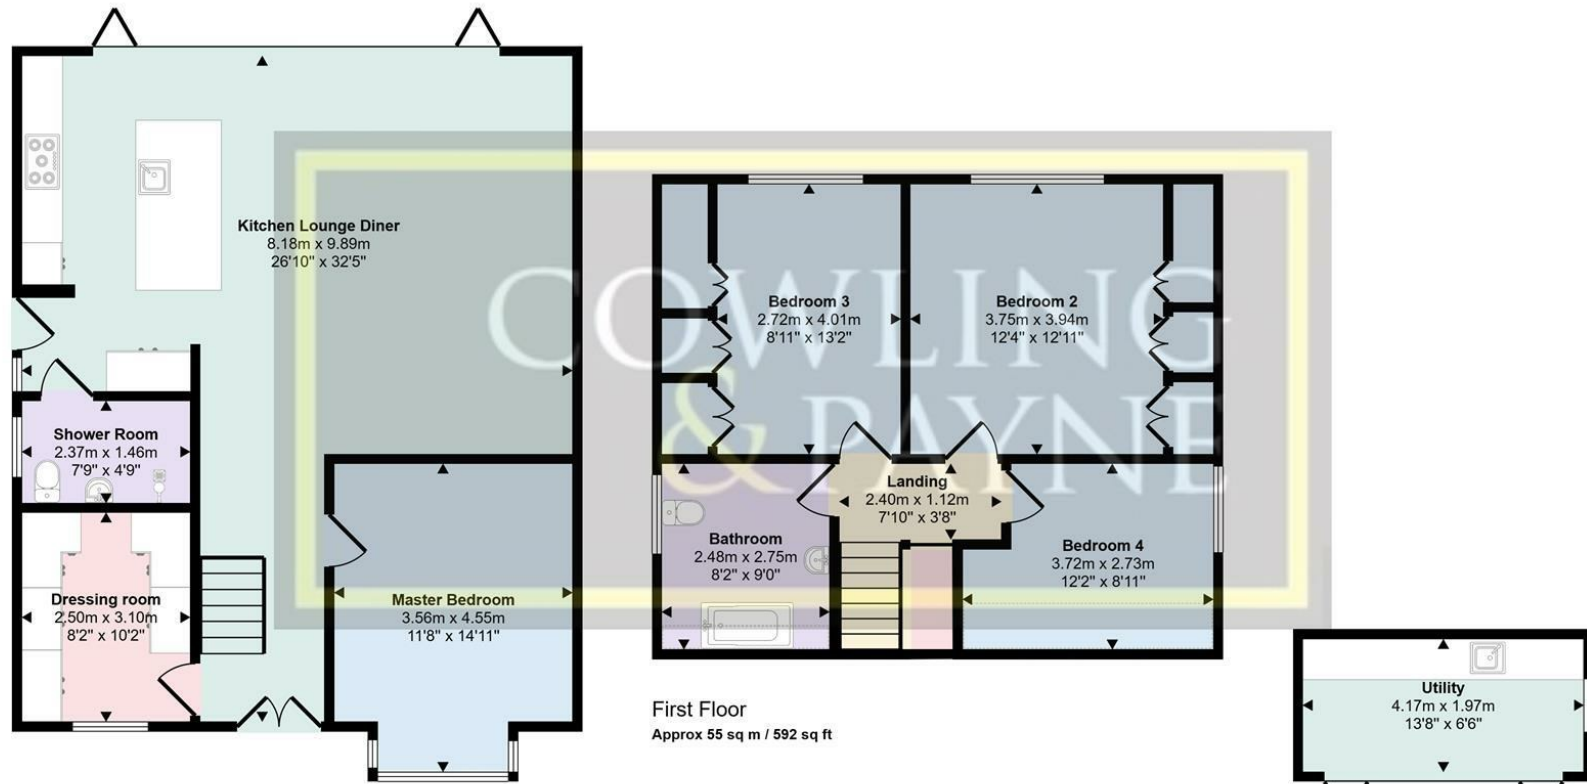 Kitchen Lounge Diner
8.18m x 9.89m
26'10" x 32'5"
Shower Room
2.37m x 1.46m
7'9" x 4'9"
Dressing room
2.50m x 3.10m
8'2" x 10'2"
Master Bedroom
3.56m x 4.55m
11'8" x 14'11"
COWLING
& PAYNE
Bedroom 3
2.72m x 4.01m
8'11" x 13'2"
Bedroom 2
3.75m x 3.94m
12'4" x 12'11"
Landing
2.40m x 1.12m
7'10" x 3'8"
Bathroom
2.48m x 2.75m
8'2" x 9'0"
Bedroom 4
3.72m x 2.73m
12'2" x 8'11"
First Floor
Approx 55 sq m / 592 sq ft
Utility
4.17m x 1.97m
13'8" x 6'6"